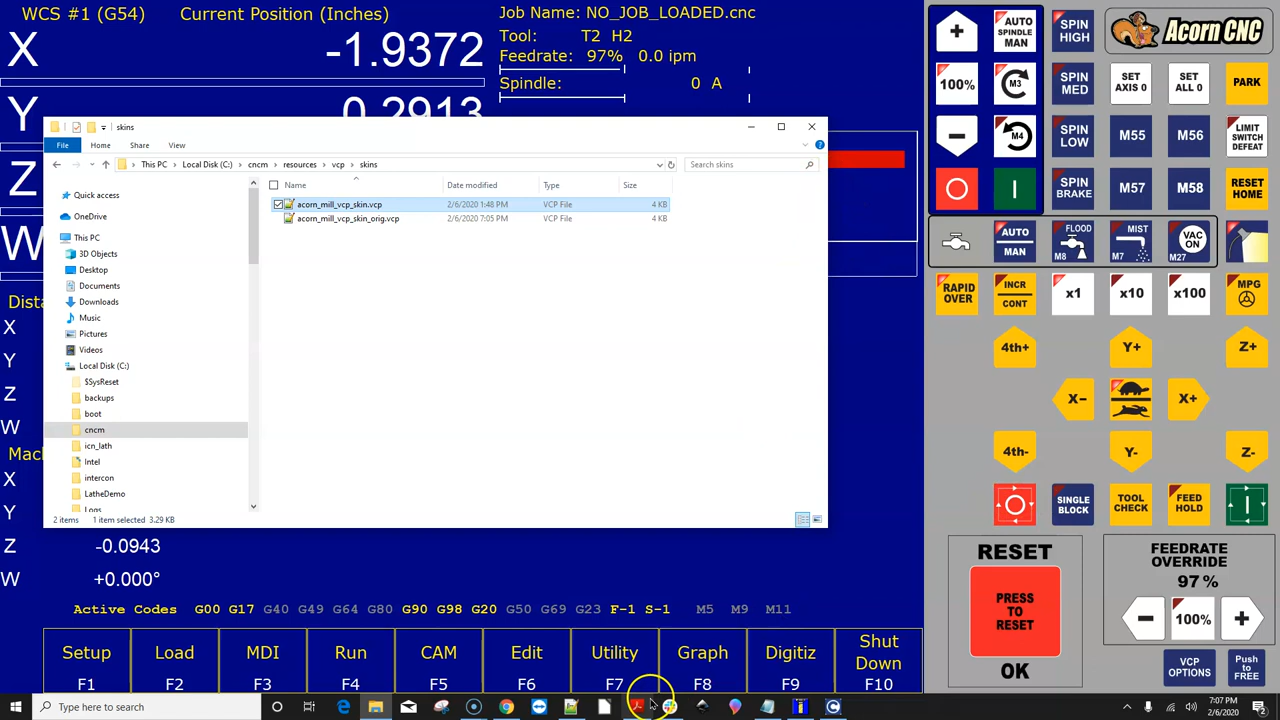 WCS #1 (G54)
Current Position (Inches)
Job Name: NO_JOB_LOADED.cnc
Tool: T2 H2
Feedrate: 97% 0.0 ipm
Spindle: 0 A
X -1.9372
Y 0.2913
Z
W
skins
File Home Share View
This PC > Local Disk (C:) > cncm > resources > vcp > skins
Search skins
Name Date modified Type Size
acorn_mill_vcp_skin.vcp 2/6/2020 1:48 PM VCP File 4 KB
acorn_mill_vcp_skin_orig.vcp 2/6/2020 7:05 PM VCP File 4 KB
Quick access
OneDrive
This PC
3D Objects
Desktop
Documents
Downloads
Music
Pictures
Videos
Local Disk (C:)
$SysReset
backups
boot
cncm
icn_lath
Intel
intercon
LatheDemo
Logs
2 items 1 item selected 3.29 KB
Dista
X
Y
Z
W
Mach
X
Y
Z -0.0943
W +0.000°
Active Codes G00 G17 G40 G49 G64 G80 G90 G98 G20 G50 G69 G23 F-1 S-1 M5 M9 M11
Setup Load MDI Run CAM Edit Utility Graph Digitiz Shut Down
F1 F2 F3 F4 F5 F6 F7 F8 F9 F10
+ AUTO SPINDLE MAN SPIN HIGH Acorn CNC
100% M3 SPIN MED SET AXIS 0 SET ALL 0 PARK
- M4 SPIN LOW M55 M56 LIMIT SWITCH DEFEAT
SPIN BRAKE M57 M58 RESET HOME
AUTO MAN FLOOD M8 MIST M7 VAC ON M27
RAPID OVER INCR CONT x1 x10 x100 MPG
4th+ Y+ Z+
X- X+
4th- Y- Z-
SINGLE BLOCK TOOL CHECK FEED HOLD
RESET
PRESS TO RESET
OK
FEEDRATE OVERRIDE
97 %
- 100% +
VCP OPTIONS
Push to FREE
Type here to search
7:07 PM
2/6/2020